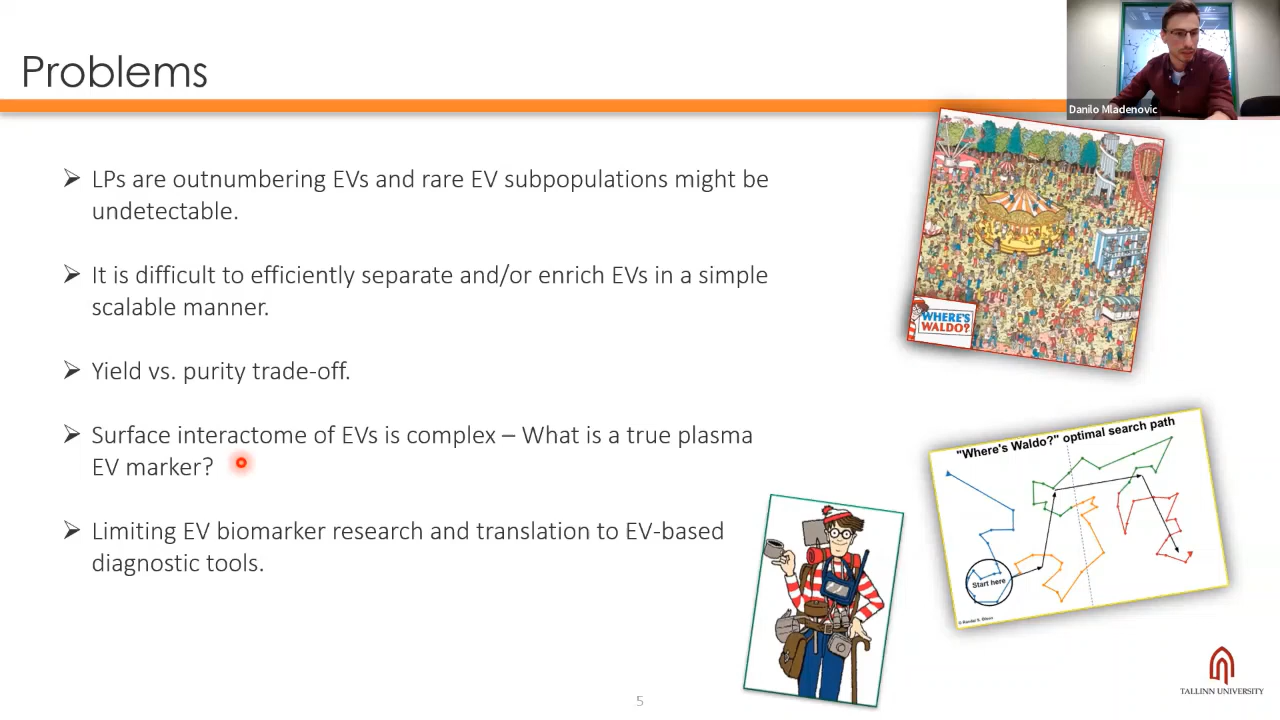 Problems
Danilo Mladenovic
➢ LPs are outnumbering EVs and rare EV subpopulations might be
undetectable.
➢ It is difficult to efficiently separate and/or enrich EVs in a simple
scalable manner.
➢ Yield vs. purity trade-off.
➢ Surface interactome of EVs is complex – What is a true plasma
EV marker?
➢ Limiting EV biomarker research and translation to EV-based
diagnostic tools.
WHERE'S
WALDO?
"Where's Waldo?" optimal search path
Start here
© Randal S. Olson
5
TALLINN UNIVERSITY